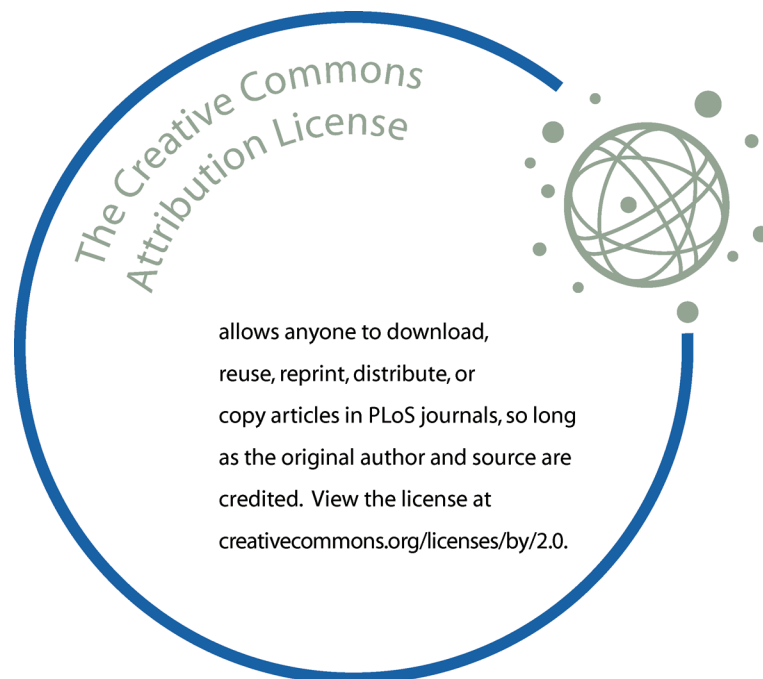 The Creative Commons
Attribution License
allows anyone to download,
reuse, reprint, distribute, or
copy articles in PLoS journals, so long
as the original author and source are
credited. View the license at
creativecommons.org/licenses/by/2.0.